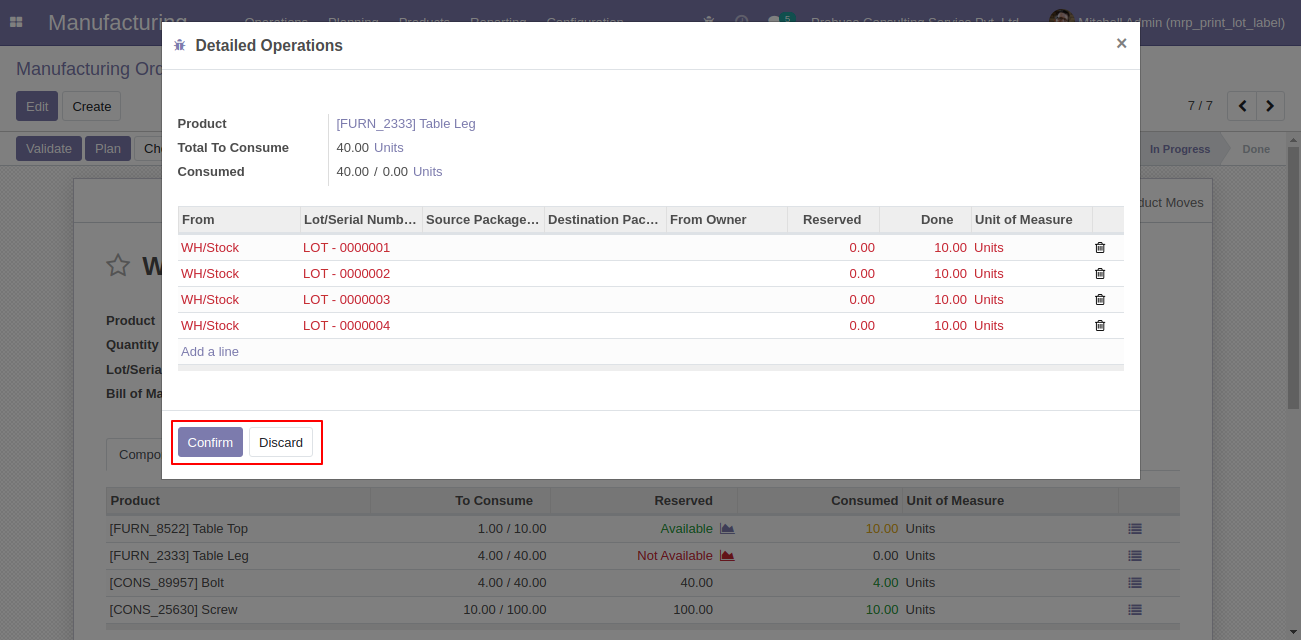 Manufacturing Operations Planning Products Reporting Configuration 5 Probuse Consulting Service Pvt. Ltd. Mitchell Admin (mrp_print_lot_label)
Detailed Operations ×
Manufacturing Ord
Edit Create 7 / 7
Validate Plan In Progress Done
Product [FURN_2333] Table Leg
Total To Consume 40.00 Units
Consumed 40.00 / 0.00 Units
duct Moves
From Lot/Serial Numb... Source Package... Destination Pac... From Owner Reserved Done Unit of Measure
WH/Stock LOT - 0000001 0.00 10.00 Units
WH/Stock LOT - 0000002 0.00 10.00 Units
WH/Stock LOT - 0000003 0.00 10.00 Units
WH/Stock LOT - 0000004 0.00 10.00 Units
Add a line
W
Product
Quantity
Lot/Seria
Bill of Ma
Confirm Discard
Compo
Product To Consume Reserved Consumed Unit of Measure
[FURN_8522] Table Top 1.00 / 10.00 Available 10.00 Units
[FURN_2333] Table Leg 4.00 / 40.00 Not Available 0.00 Units
[CONS_89957] Bolt 4.00 / 40.00 40.00 4.00 Units
[CONS_25630] Screw 10.00 / 100.00 100.00 10.00 Units